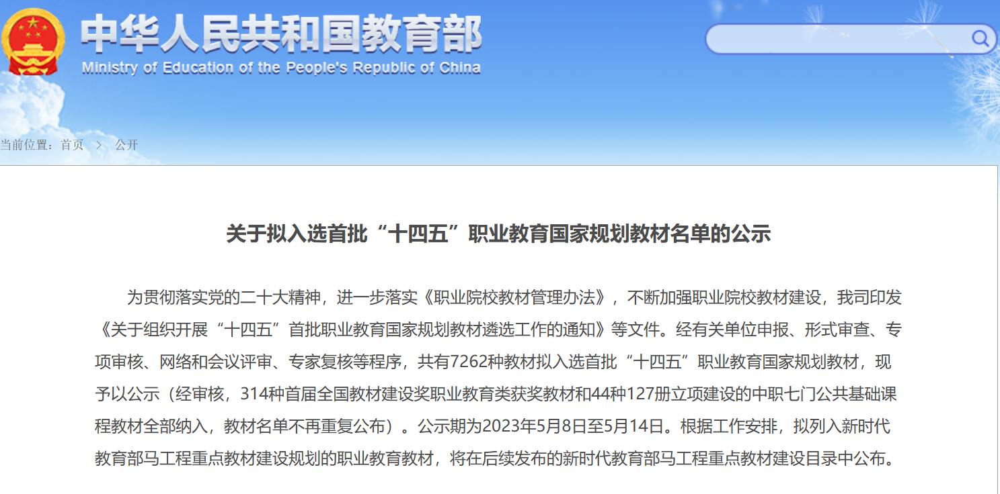 中华人民共和国教育部
Ministry of Education of the People's Republic of China
当前位置：首页 > 公开
关于拟入选首批“十四五”职业教育国家规划教材名单的公示
为贯彻落实党的二十大精神，进一步落实《职业院校教材管理办法》，不断加强职业院校教材建设，我司印发
《关于组织开展“十四五”首批职业教育国家规划教材遴选工作的通知》等文件。经有关单位申报、形式审查、专
项审核、网络和会议评审、专家复核等程序，共有7262种教材拟入选首批“十四五”职业教育国家规划教材，现
予以公示（经审核，314种首届全国教材建设奖职业教育类获奖教材和44种127册立项建设的中职七门公共基础课
程教材全部纳入，教材名单不再重复公布）。公示期为2023年5月8日至5月14日。根据工作安排，拟列入新时代
教育部马工程重点教材建设规划的职业教育教材，将在后续发布的新时代教育部马工程重点教材建设目录中公布。